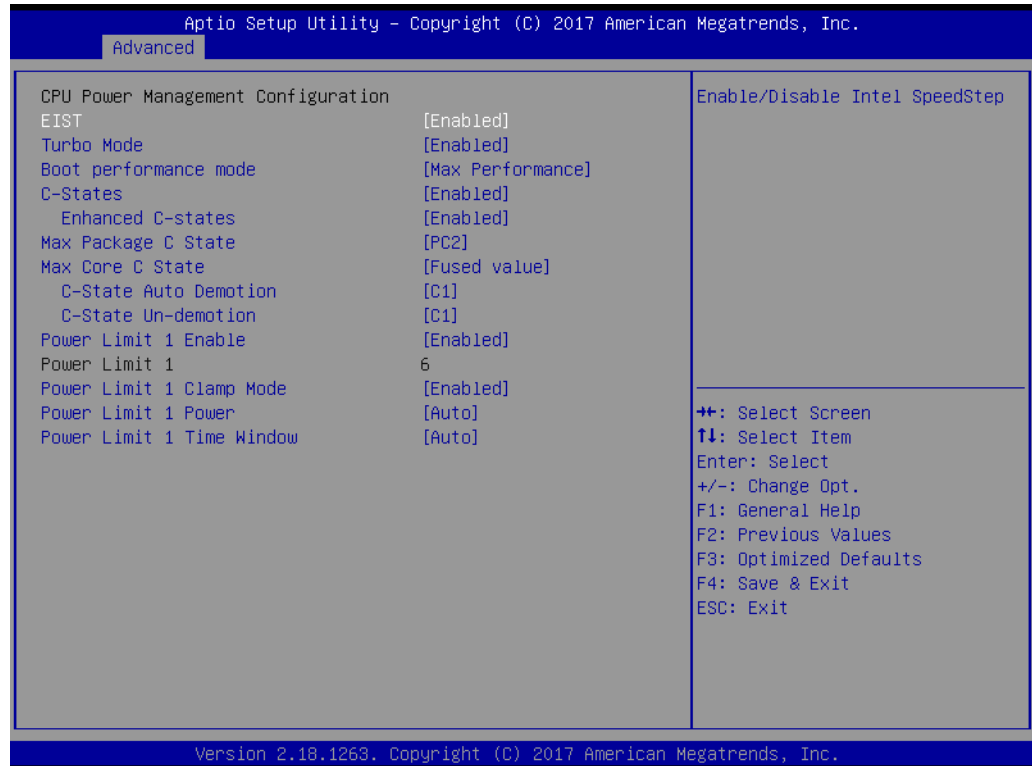 Aptio Setup Utility – Copyright (C) 2017 American Megatrends, Inc.
Advanced
CPU Power Management Configuration
EIST [Enabled]
Turbo Mode [Enabled]
Boot performance mode [Max Performance]
C-States [Enabled]
Enhanced C-states [Enabled]
Max Package C State [PC2]
Max Core C State [Fused value]
C-State Auto Demotion [C1]
C-State Un-demotion [C1]
Power Limit 1 Enable [Enabled]
Power Limit 1 6
Power Limit 1 Clamp Mode [Enabled]
Power Limit 1 Power [Auto]
Power Limit 1 Time Window [Auto]
Enable/Disable Intel SpeedStep
→←: Select Screen
↑↓: Select Item
Enter: Select
+/-: Change Opt.
F1: General Help
F2: Previous Values
F3: Optimized Defaults
F4: Save & Exit
ESC: Exit
Version 2.18.1263. Copyright (C) 2017 American Megatrends, Inc.